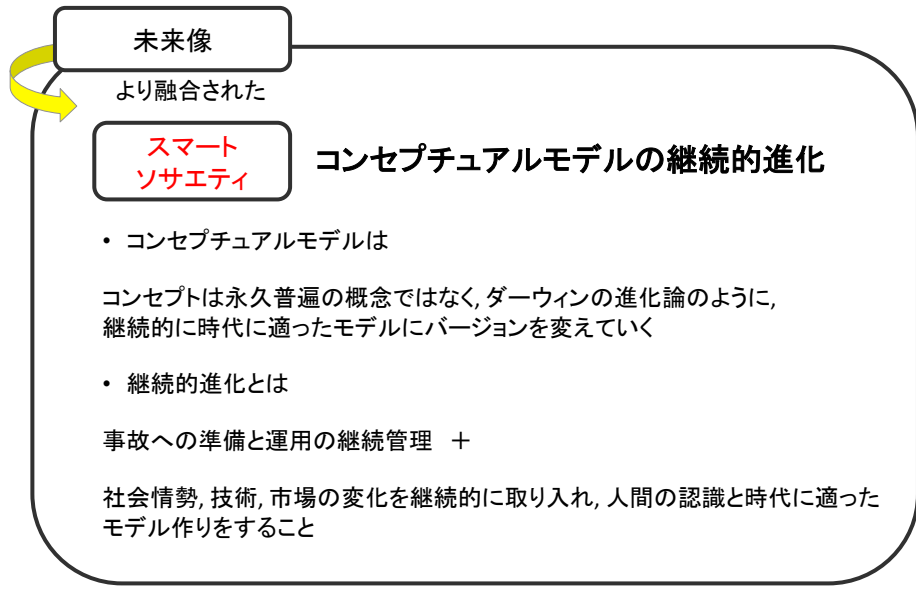 未来像
より融合された
スマート
ソサエティ
コンセプチュアルモデルの継続的進化
• コンセプチュアルモデルは
コンセプトは永久普遍の概念ではなく, ダーウィンの進化論のように,
継続的に時代に適ったモデルにバージョンを変えていく
• 継続的進化とは
事故への準備と運用の継続管理　＋
社会情勢, 技術, 市場の変化を継続的に取り入れ, 人間の認識と時代に適った
モデル作りをすること